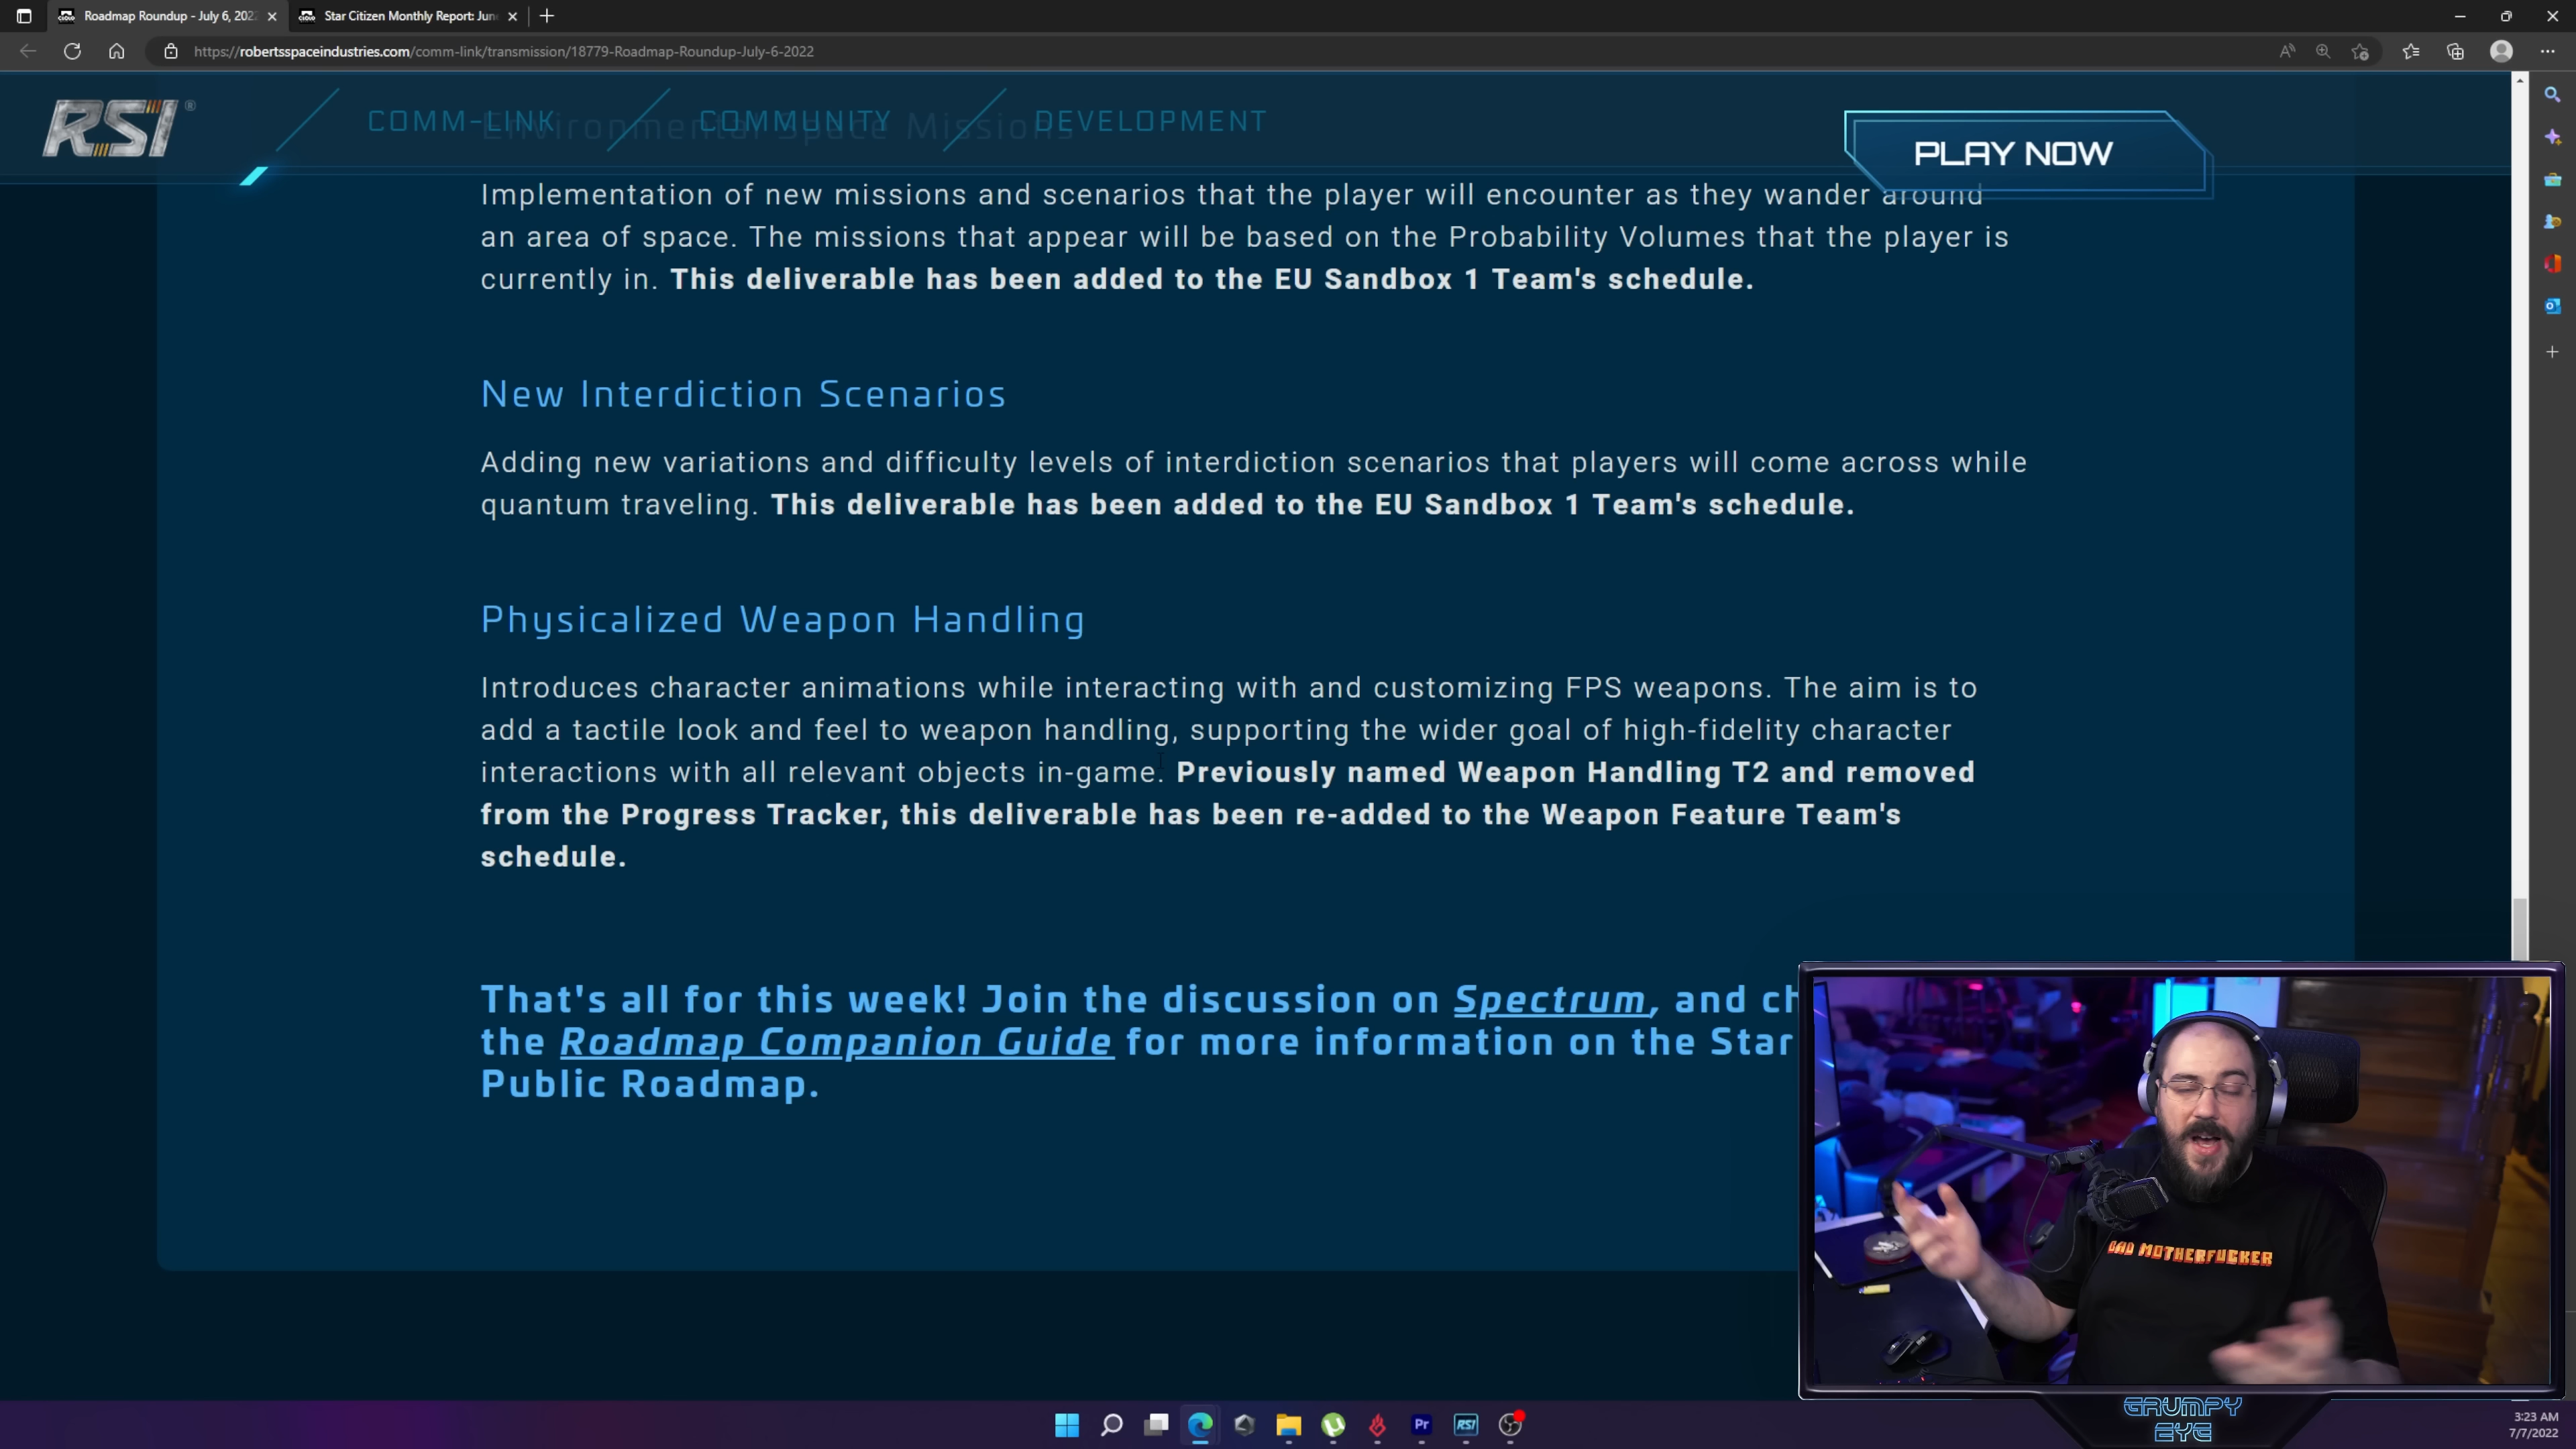 Roadmap Roundup - July 6, 202
Star Citizen Monthly Report: Jun
https://robertsspaceindustries.com/comm-link/transmission/18779-Roadmap-Roundup-July-6-2022
RSI
COMM-LINK
COMMUNITY
DEVELOPMENT
PLAY NOW
Environmental Space Missions
Implementation of new missions and scenarios that the player will encounter as they wander around
an area of space. The missions that appear will be based on the Probability Volumes that the player is
currently in. This deliverable has been added to the EU Sandbox 1 Team's schedule.
New Interdiction Scenarios
Adding new variations and difficulty levels of interdiction scenarios that players will come across while
quantum traveling. This deliverable has been added to the EU Sandbox 1 Team's schedule.
Physicalized Weapon Handling
Introduces character animations while interacting with and customizing FPS weapons. The aim is to
add a tactile look and feel to weapon handling, supporting the wider goal of high-fidelity character
interactions with all relevant objects in-game. Previously named Weapon Handling T2 and removed
from the Progress Tracker, this deliverable has been re-added to the Weapon Feature Team's
schedule.
That's all for this week! Join the discussion on Spectrum, and ch
the Roadmap Companion Guide for more information on the Star
Public Roadmap.
BAD MOTHERFUCKER
GRUMPY
EYE
Pr
RSI
3:23 AM
7/7/2022